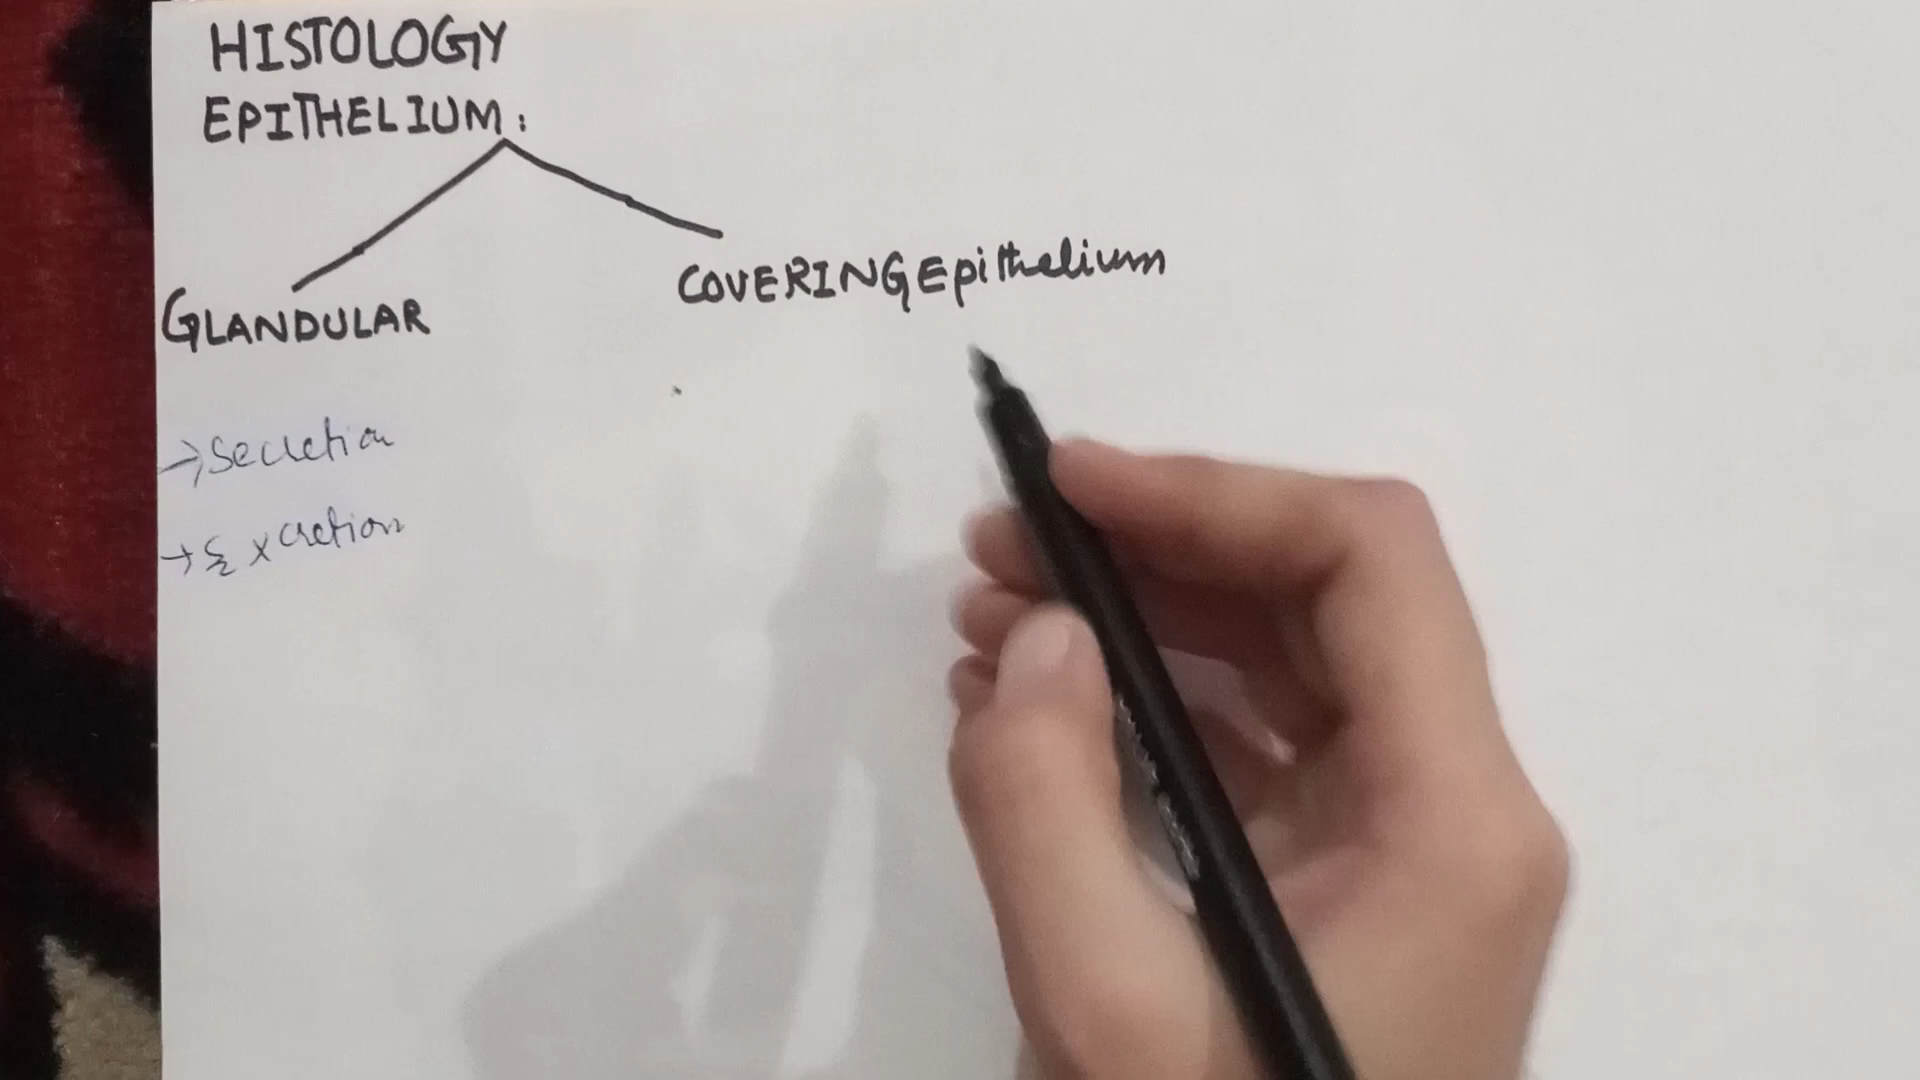 HISTOLOGY
EPITHELIUM:
GLANDULAR
COVERING Epithelium
→ Secretion
→ Excretion